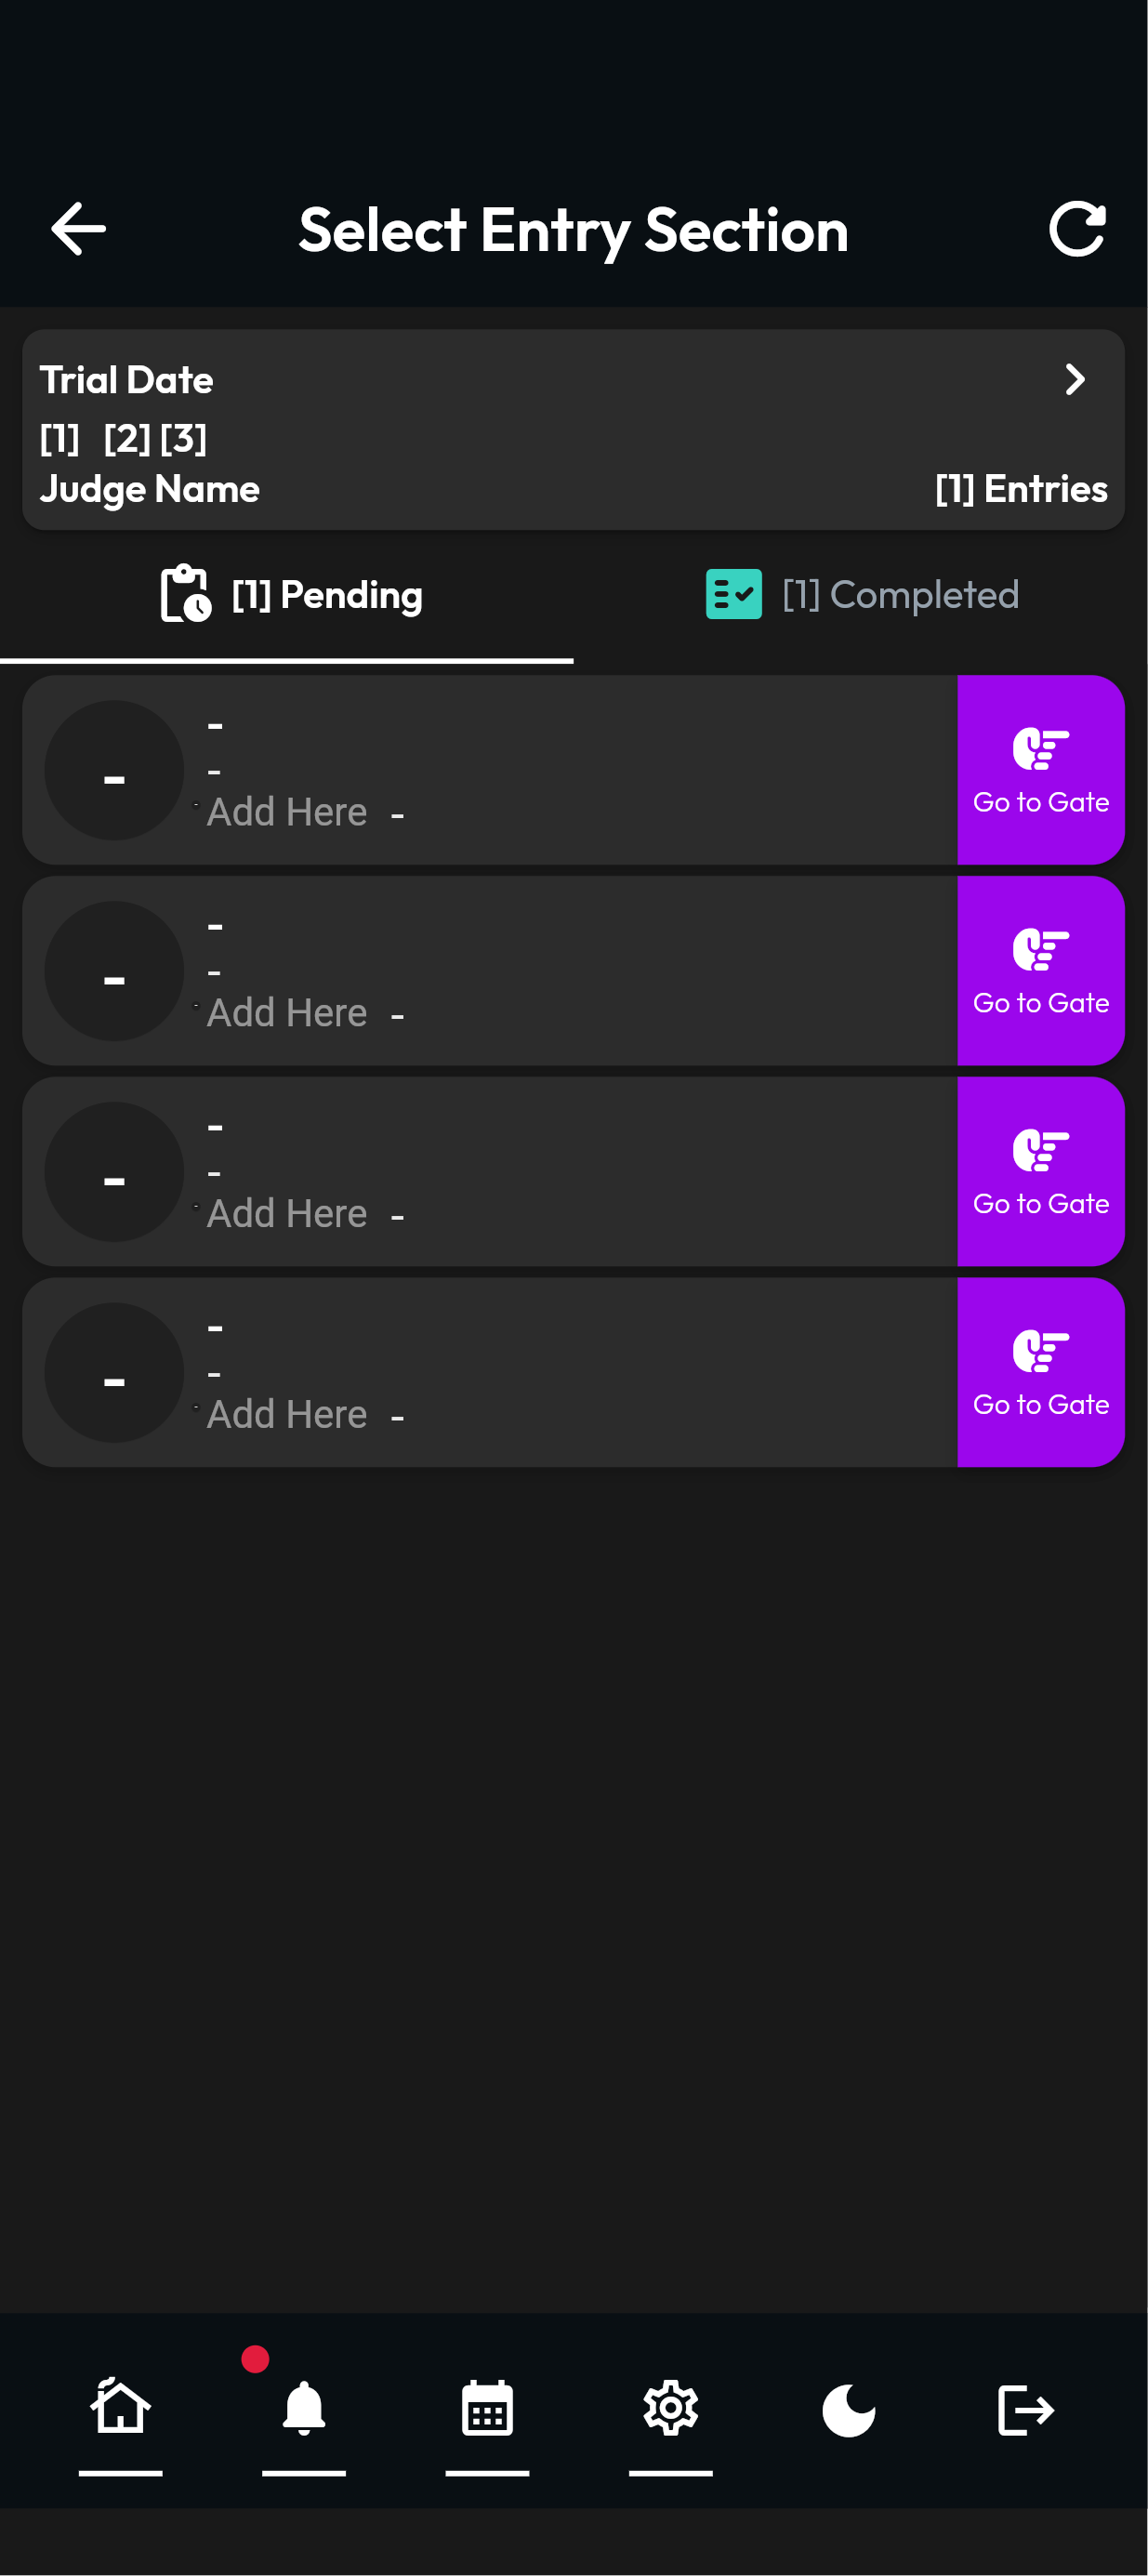 Select Entry Section
Trial Date
[1] [2] [3]
Judge Name
[1] Entries
[1] Pending
[1] Completed
-
-
-
- Add Here -
Go to Gate
-
-
-
- Add Here -
Go to Gate
-
-
-
- Add Here -
Go to Gate
-
-
-
- Add Here -
Go to Gate